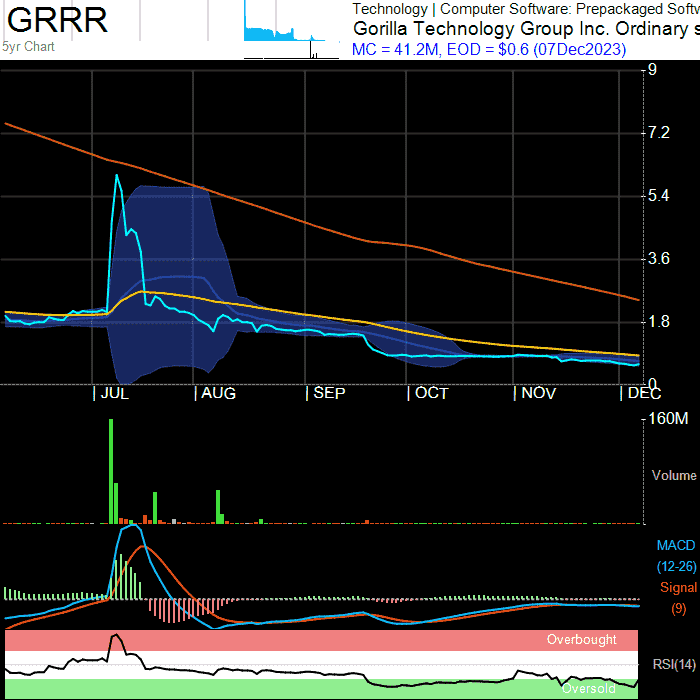 GRRR
5yr Chart
Technology | Computer Software: Prepackaged Softw
Gorilla Technology Group Inc. Ordinary s
MC = 41.2M, EOD = $0.6 (07Dec2023)
9
7.2
5.4
3.6
1.8
0
JUL AUG SEP OCT NOV DEC
160M
Volume
MACD
(12-26)
Signal
(9)
Overbought
RSI(14)
Oversold